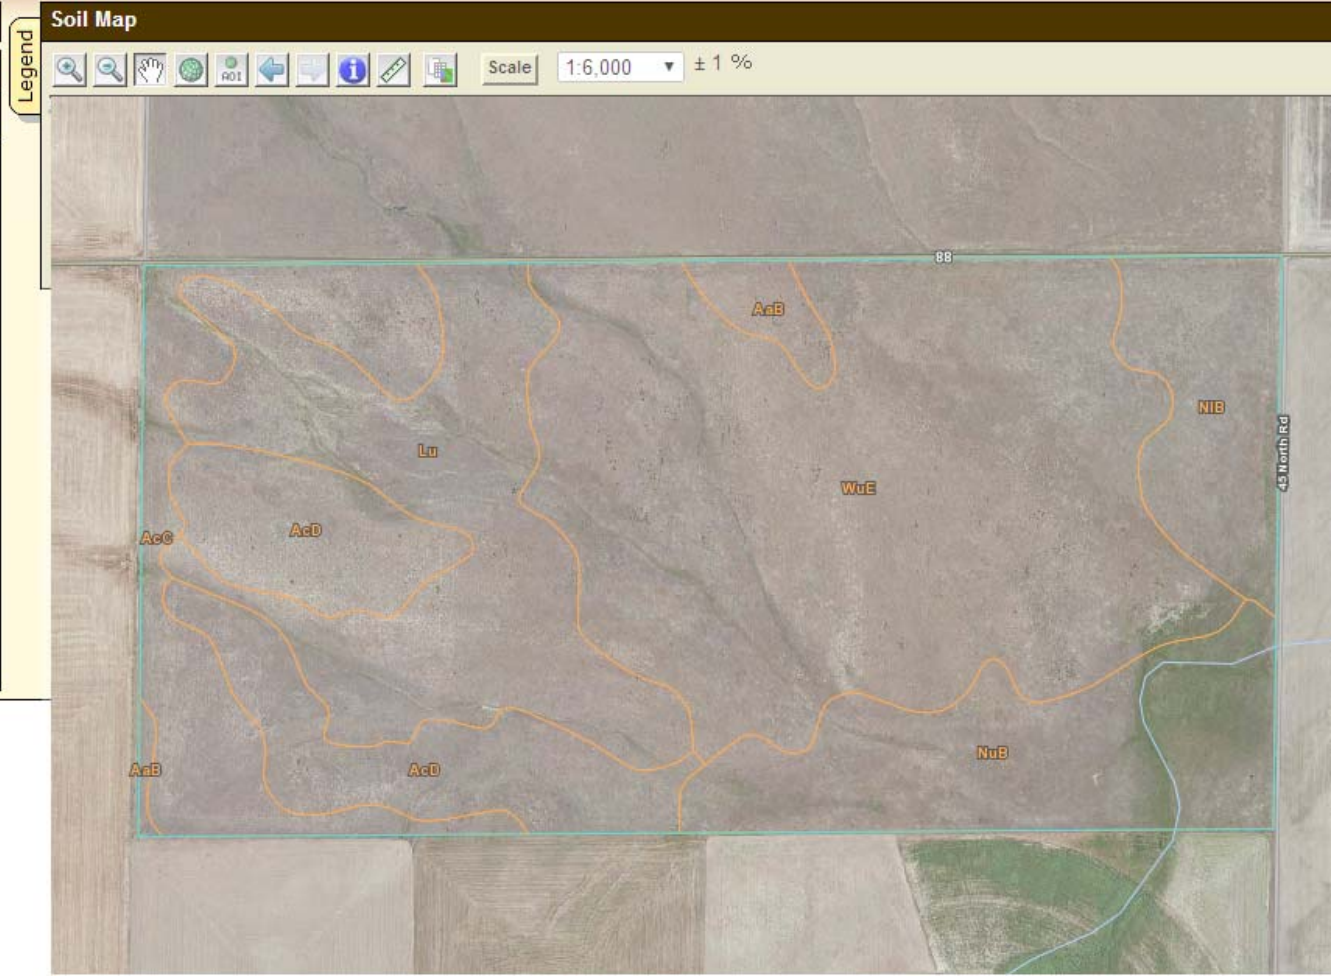 Soil Map
Legend
AOI
i
Scale
1:6,000
± 1 %
88
AaB
NlB
45 North Rd
Lu
WuE
AcD
AcC
NuB
AaB
AcD